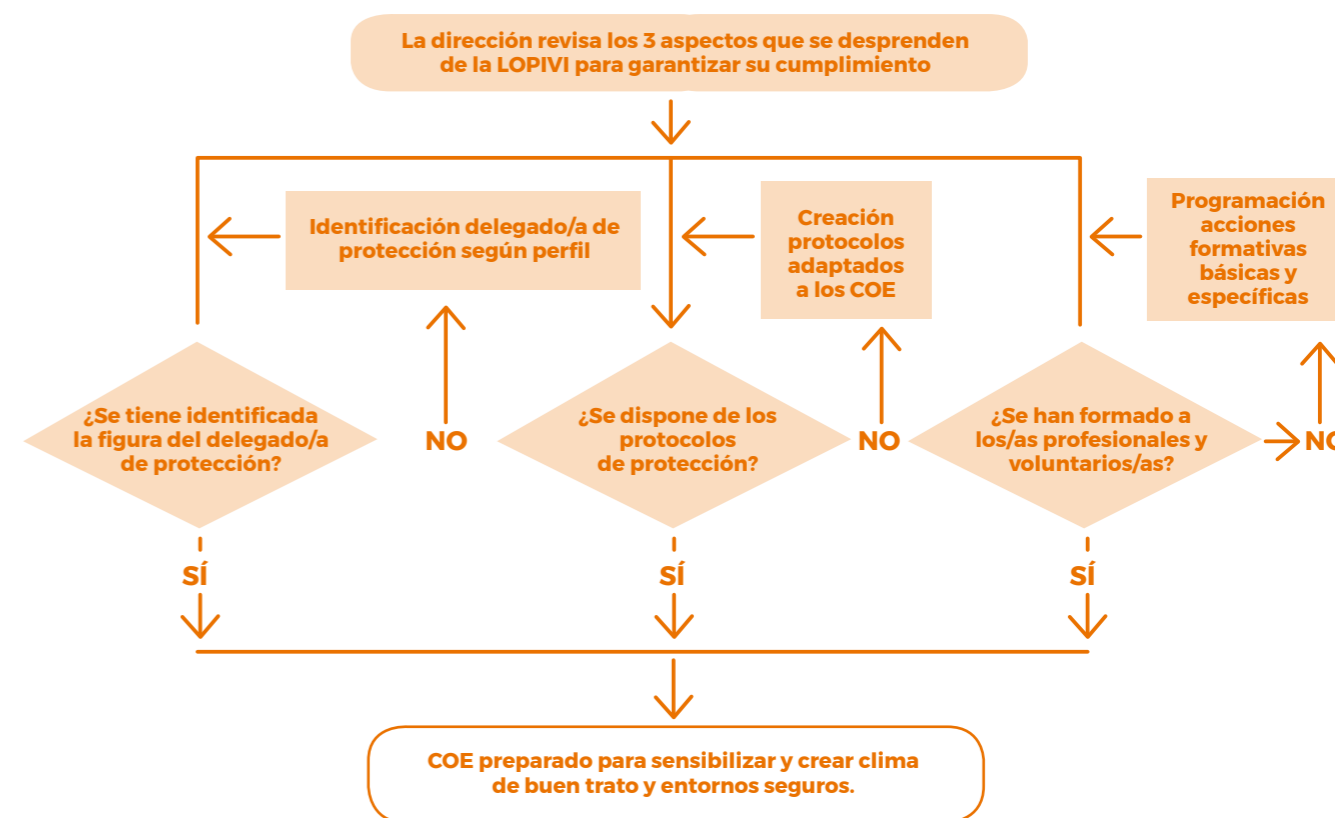 La dirección revisa los 3 aspectos que se desprenden
de la LOPIVI para garantizar su cumplimiento
Identificación delegado/a de
protección según perfil
Creación
protocolos
adaptados
a los COE
Programación
acciones
formativas
básicas y
específicas
¿Se tiene identificada
la figura del delegado/a
de protección?
NO
¿Se dispone de los
protocolos
de protección?
NO
¿Se han formado a
los/as profesionales y
voluntarios/as?
NO
SÍ
SÍ
SÍ
COE preparado para sensibilizar y crear clima
de buen trato y entornos seguros.